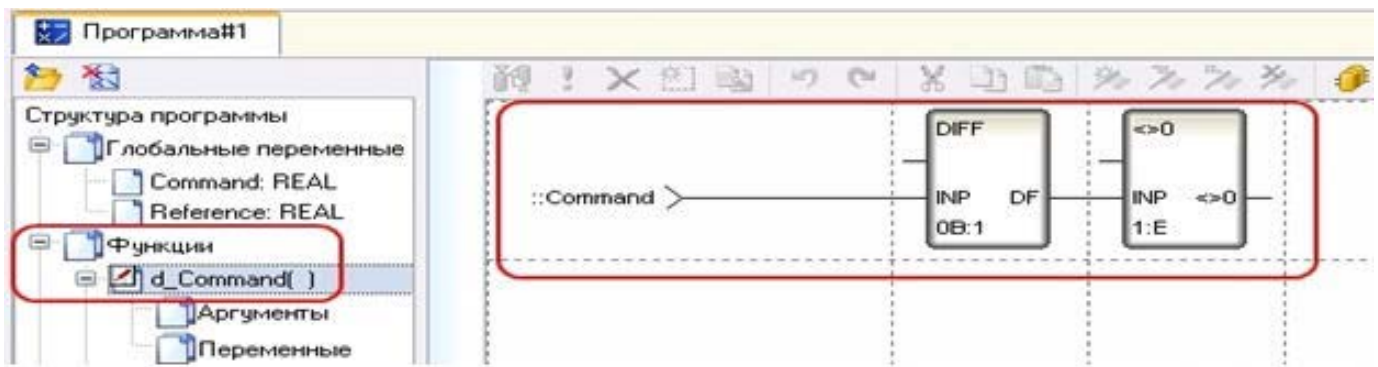 Программа#1
Структура программы
Глобальные переменные
Command: REAL
Reference: REAL
Функции
d_Command( )
Аргументы
Переменные
::Command
DIFF
INP DF
0B:1
<>0
INP <>0
1:E